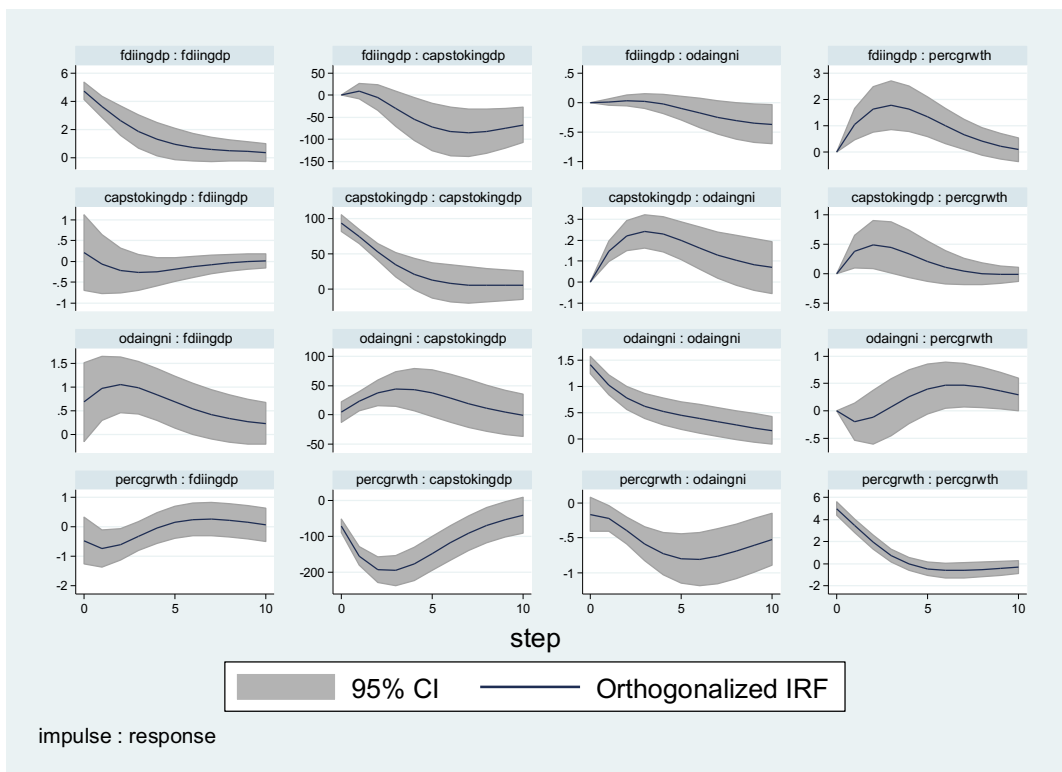 fdiingdp : fdiingdp
fdiingdp : capstokingdp
fdiingdp : odaingni
fdiingdp : percgrwth
6
4
2
0
50
0
-50
-100
-150
.5
0
-.5
-1
3
2
1
0
capstokingdp : fdiingdp
capstokingdp : capstokingdp
capstokingdp : odaingni
capstokingdp : percgrwth
1
.5
0
-.5
-1
100
50
0
.3
.2
.1
0
-.1
1
.5
0
-.5
odaingni : fdiingdp
odaingni : capstokingdp
odaingni : odaingni
odaingni : percgrwth
1.5
1
.5
0
100
50
0
-50
1.5
1
.5
0
1
.5
0
-.5
percgrwth : fdiingdp
percgrwth : capstokingdp
percgrwth : odaingni
percgrwth : percgrwth
1
0
-1
-2
0
-100
-200
0
-.5
-1
6
4
2
0
-2
0 5 10
0 5 10
0 5 10
0 5 10
step
95% CI
Orthogonalized IRF
impulse : response